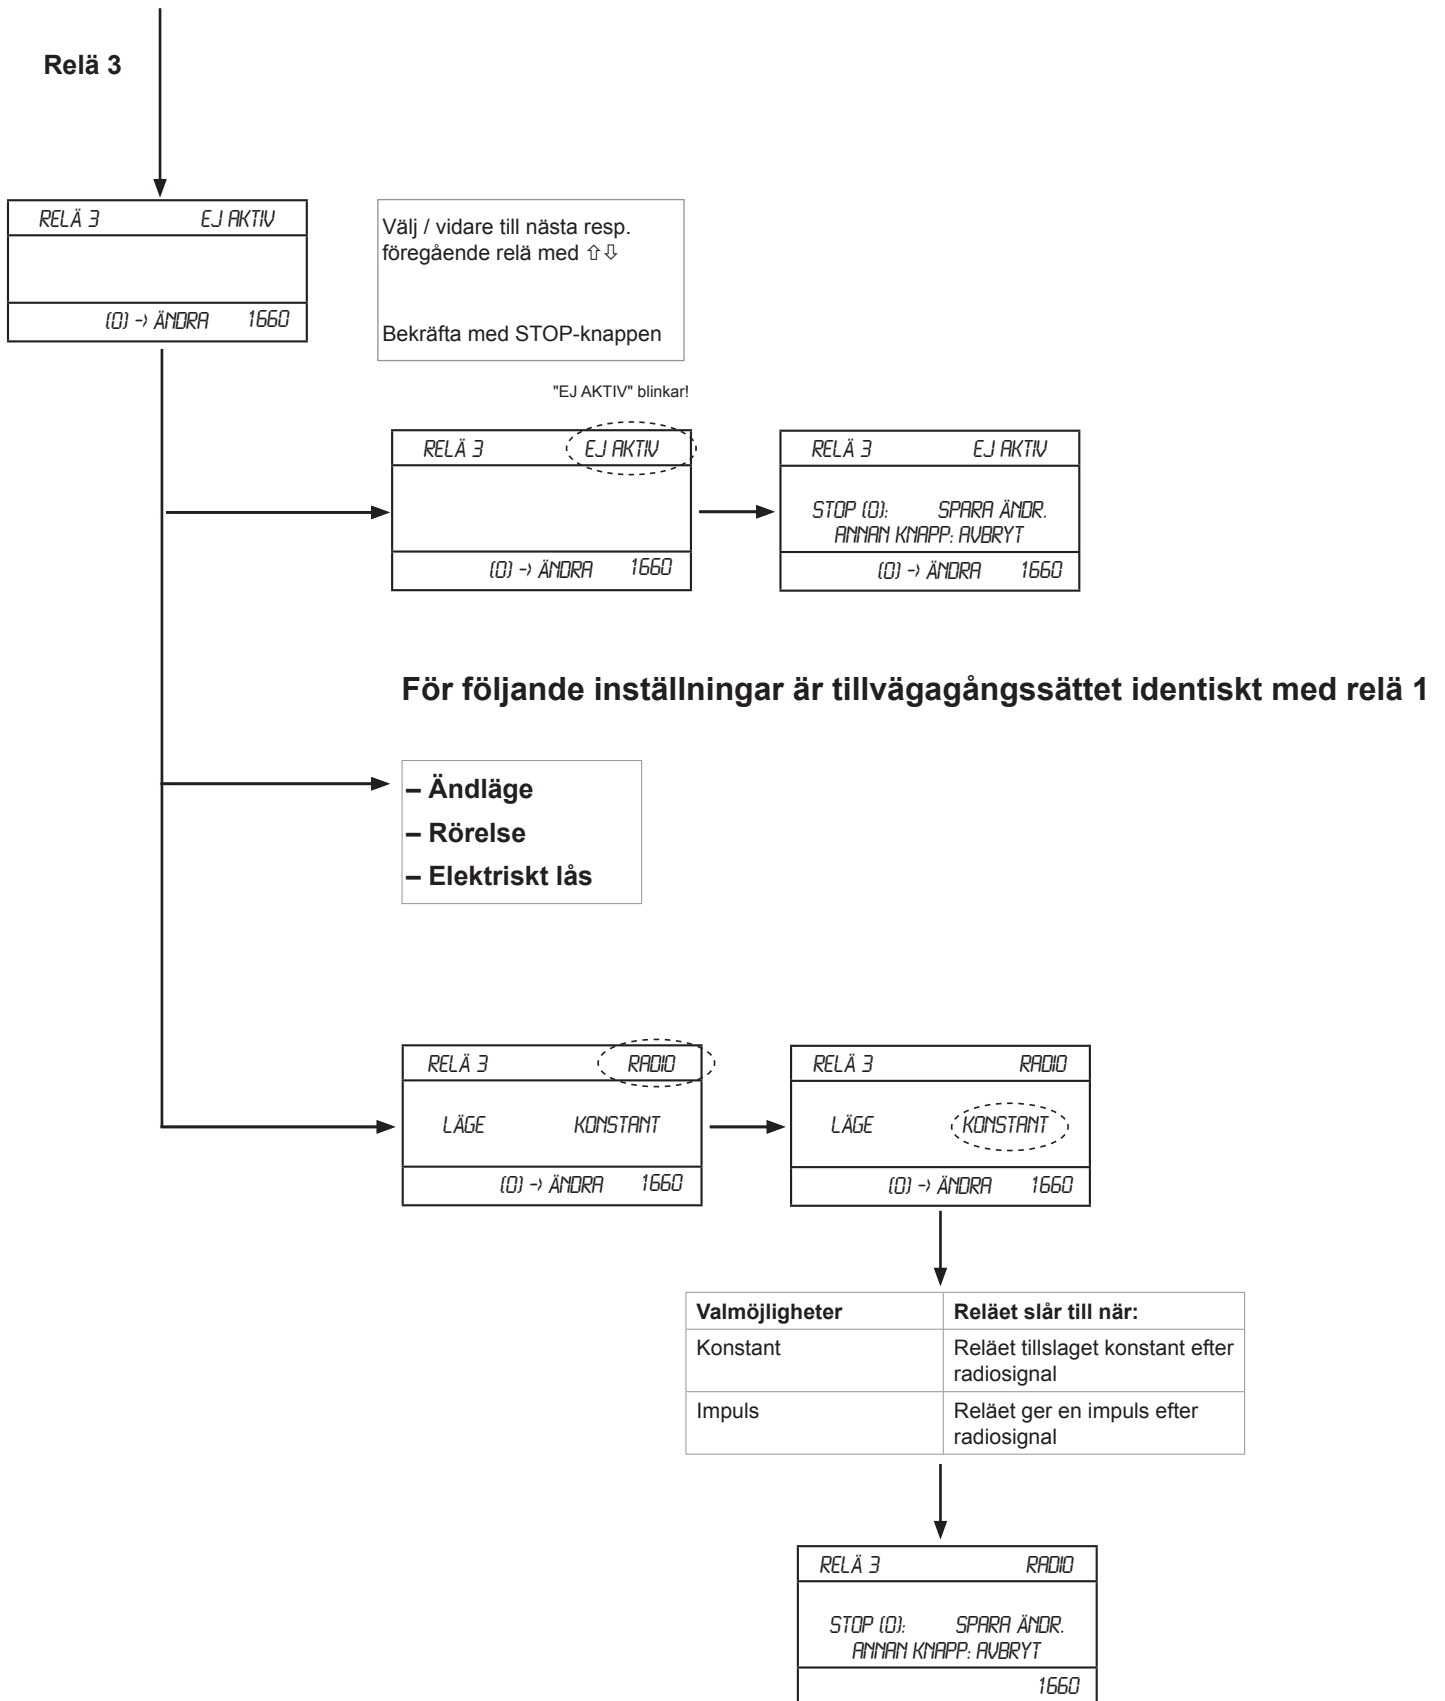 Relä 3
RELÄ 3 EJ AKTIV
(0) -> ÄNDRA 1660
Välj / vidare till nästa resp.
föregående relä med ⇧⇩
Bekräfta med STOP-knappen
"EJ AKTIV" blinkar!
RELÄ 3 EJ AKTIV
(0) -> ÄNDRA 1660
RELÄ 3 EJ AKTIV
STOP (0): SPARA ÄNDR.
ANNAN KNAPP: AVBRYT
(0) -> ÄNDRA 1660
För följande inställningar är tillvägagångssättet identiskt med relä 1
– Ändläge
– Rörelse
– Elektriskt lås
RELÄ 3 RADIO
LÄGE KONSTANT
(0) -> ÄNDRA 1660
RELÄ 3 RADIO
LÄGE KONSTANT
(0) -> ÄNDRA 1660
Valmöjligheter Reläet slår till när:
Konstant Reläet tillslaget konstant efter
radiosignal
Impuls Reläet ger en impuls efter
radiosignal
RELÄ 3 RADIO
STOP (0): SPARA ÄNDR.
ANNAN KNAPP: AVBRYT
1660